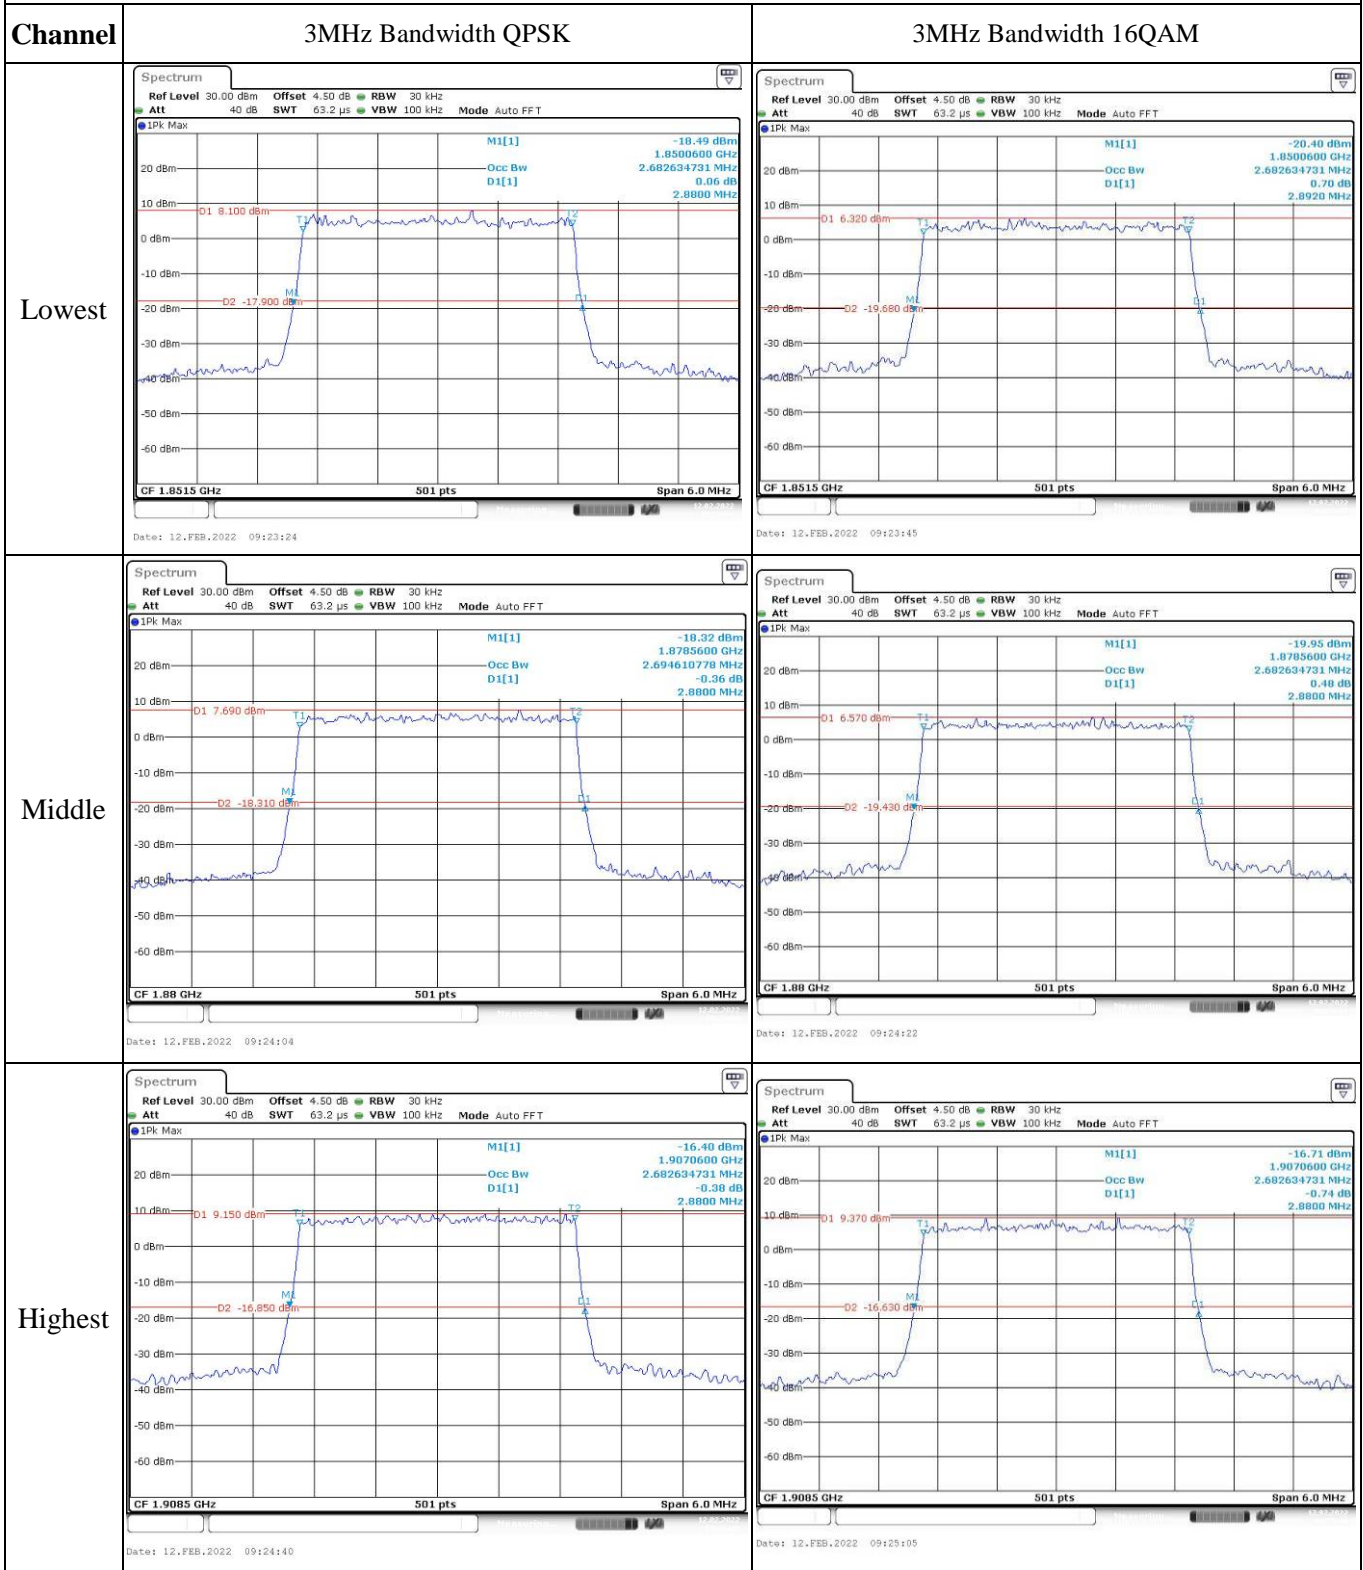 Channel 3MHz Bandwidth QPSK 3MHz Bandwidth 16QAM
Lowest
Spectrum
Ref Level 30.00 dBm Offset 4.50 dB RBW 30 kHz
Att 40 dB SWT 63.2 µs VBW 100 kHz Mode Auto FFT
1Pk Max
M1[1] -18.49 dBm
1.8500600 GHz
Occ Bw 2.682634731 MHz
D1[1] 0.06 dB
2.8800 MHz
20 dBm
10 dBm
D1 8.100 dBm
T1 T2
0 dBm
-10 dBm
M1 D1
D2 -17.900 dBm
-20 dBm
-30 dBm
-40 dBm
-50 dBm
-60 dBm
CF 1.8515 GHz 501 pts Span 6.0 MHz
Date: 12.FEB.2022 09:23:24
Spectrum
Ref Level 30.00 dBm Offset 4.50 dB RBW 30 kHz
Att 40 dB SWT 63.2 µs VBW 100 kHz Mode Auto FFT
1Pk Max
M1[1] -20.40 dBm
1.8500600 GHz
Occ Bw 2.682634731 MHz
D1[1] 0.70 dB
2.8920 MHz
20 dBm
10 dBm
D1 6.320 dBm
T1 T2
0 dBm
-10 dBm
M1 D1
-20 dBm
D2 -19.680 dBm
-30 dBm
-40 dBm
-50 dBm
-60 dBm
CF 1.8515 GHz 501 pts Span 6.0 MHz
Date: 12.FEB.2022 09:23:45
Middle
Spectrum
Ref Level 30.00 dBm Offset 4.50 dB RBW 30 kHz
Att 40 dB SWT 63.2 µs VBW 100 kHz Mode Auto FFT
1Pk Max
M1[1] -18.32 dBm
1.8785600 GHz
Occ Bw 2.694610778 MHz
D1[1] -0.36 dB
2.8800 MHz
20 dBm
10 dBm
D1 7.690 dBm
T1 T2
0 dBm
-10 dBm
M1 D1
D2 -18.310 dBm
-20 dBm
-30 dBm
-40 dBm
-50 dBm
-60 dBm
CF 1.88 GHz 501 pts Span 6.0 MHz
Date: 12.FEB.2022 09:24:04
Spectrum
Ref Level 30.00 dBm Offset 4.50 dB RBW 30 kHz
Att 40 dB SWT 63.2 µs VBW 100 kHz Mode Auto FFT
1Pk Max
M1[1] -19.95 dBm
1.8785600 GHz
Occ Bw 2.682634731 MHz
D1[1] 0.48 dB
2.8800 MHz
20 dBm
10 dBm
D1 6.570 dBm
T1 T2
0 dBm
-10 dBm
M1 D1
-20 dBm
D2 -19.430 dBm
-30 dBm
-40 dBm
-50 dBm
-60 dBm
CF 1.88 GHz 501 pts Span 6.0 MHz
Date: 12.FEB.2022 09:24:22
Highest
Spectrum
Ref Level 30.00 dBm Offset 4.50 dB RBW 30 kHz
Att 40 dB SWT 63.2 µs VBW 100 kHz Mode Auto FFT
1Pk Max
M1[1] -16.40 dBm
1.9070600 GHz
Occ Bw 2.682634731 MHz
D1[1] -0.38 dB
2.8800 MHz
20 dBm
10 dBm
D1 9.150 dBm
T1 T2
0 dBm
-10 dBm
M1 D1
D2 -16.850 dBm
-20 dBm
-30 dBm
-40 dBm
-50 dBm
-60 dBm
CF 1.9085 GHz 501 pts Span 6.0 MHz
Date: 12.FEB.2022 09:24:40
Spectrum
Ref Level 30.00 dBm Offset 4.50 dB RBW 30 kHz
Att 40 dB SWT 63.2 µs VBW 100 kHz Mode Auto FFT
1Pk Max
M1[1] -16.71 dBm
1.9070600 GHz
Occ Bw 2.682634731 MHz
D1[1] -0.74 dB
2.8800 MHz
20 dBm
10 dBm
D1 9.370 dBm
T1 T2
0 dBm
-10 dBm
M1 D1
D2 -16.630 dBm
-20 dBm
-30 dBm
-40 dBm
-50 dBm
-60 dBm
CF 1.9085 GHz 501 pts Span 6.0 MHz
Date: 12.FEB.2022 09:25:05